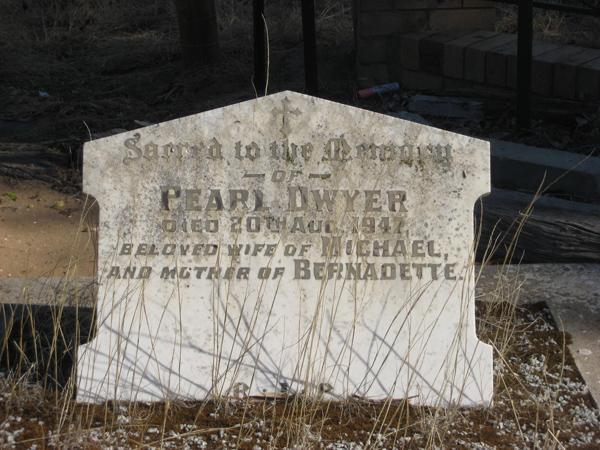 Sacred to the Memory
— OF —
PEARL DWYER
DIED 20TH AUG. 1947,
BELOVED WIFE OF MICHAEL,
AND MOTHER OF BERNADETTE.